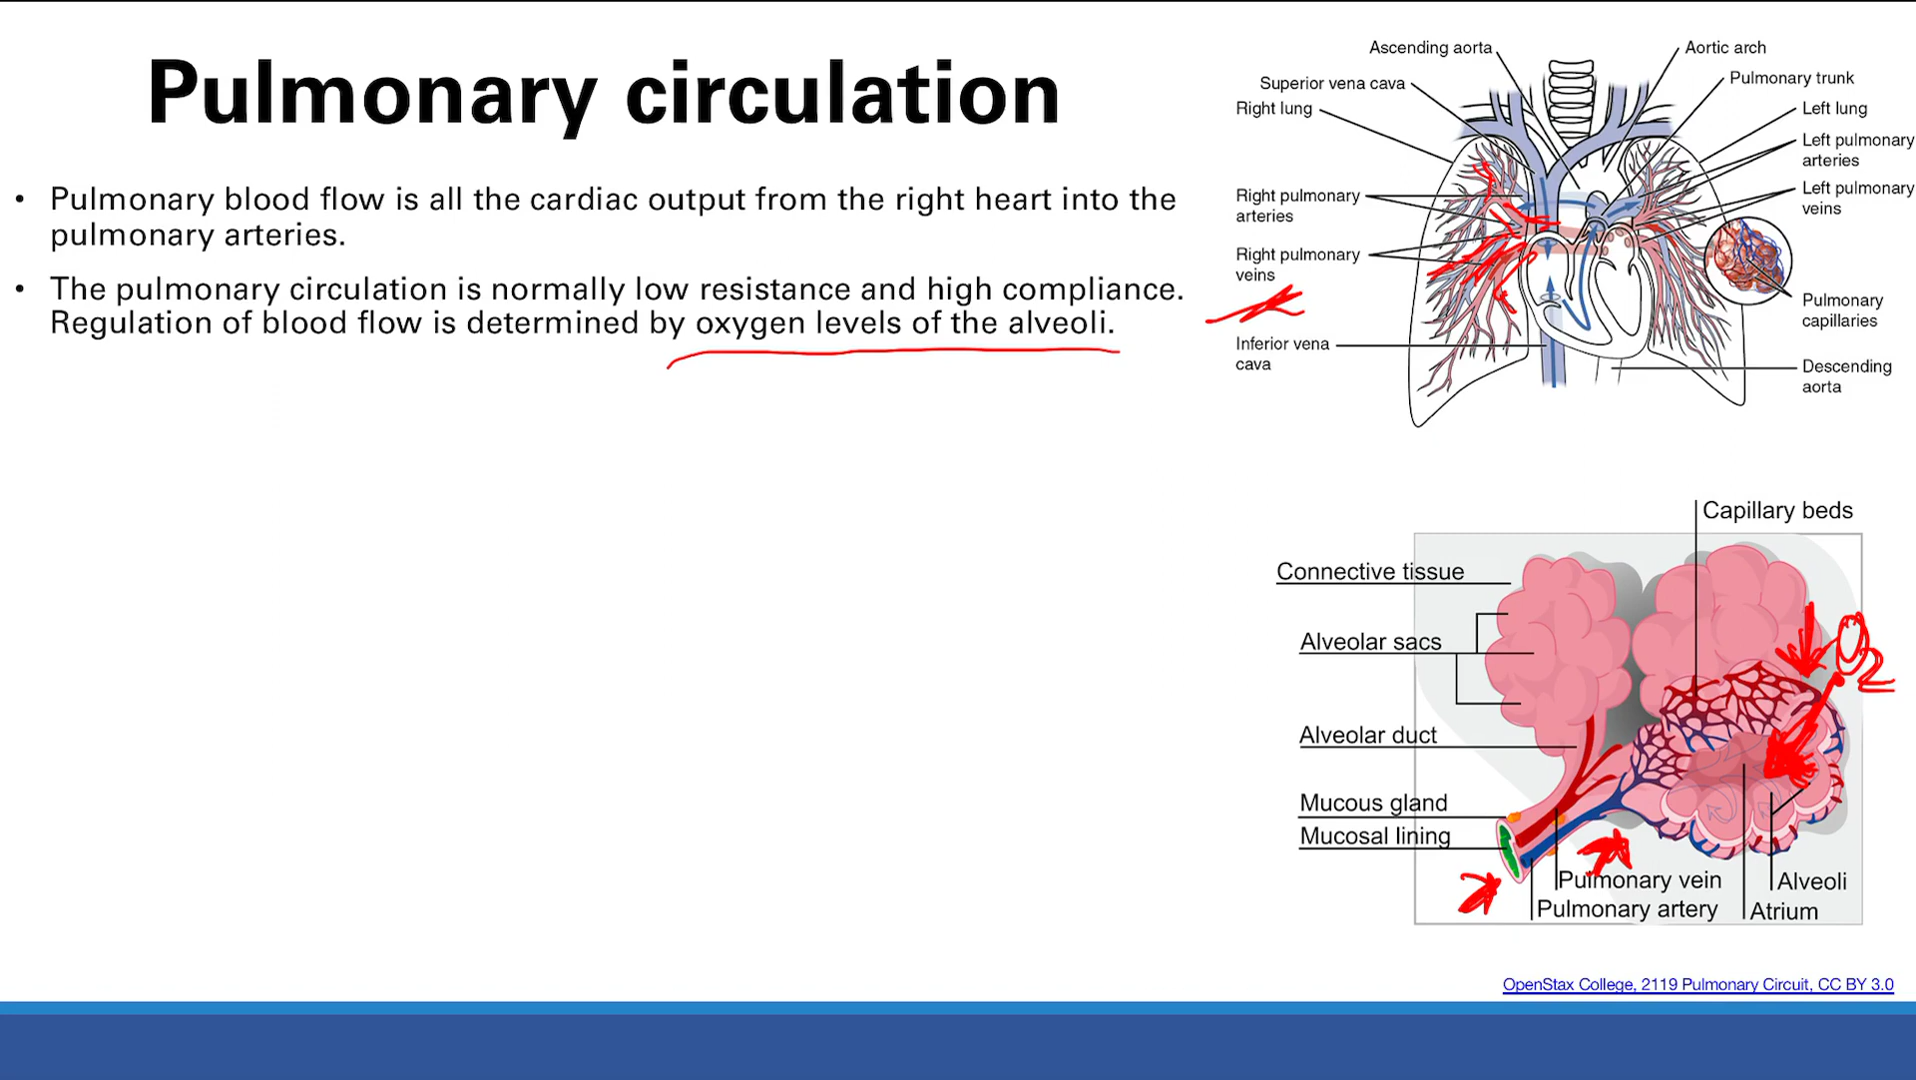 Pulmonary circulation
• Pulmonary blood flow is all the cardiac output from the right heart into the
pulmonary arteries.
• The pulmonary circulation is normally low resistance and high compliance.
Regulation of blood flow is determined by oxygen levels of the alveoli.
Ascending aorta
Superior vena cava
Right lung
Right pulmonary
arteries
Right pulmonary
veins
Inferior vena
cava
Aortic arch
Pulmonary trunk
Left lung
Left pulmonary
arteries
Left pulmonary
veins
Pulmonary
capillaries
Descending
aorta
Capillary beds
Connective tissue
Alveolar sacs
Alveolar duct
Mucous gland
Mucosal lining
O2
Pulmonary vein
Pulmonary artery
Alveoli
Atrium
OpenStax College, 2119 Pulmonary Circuit, CC BY 3.0